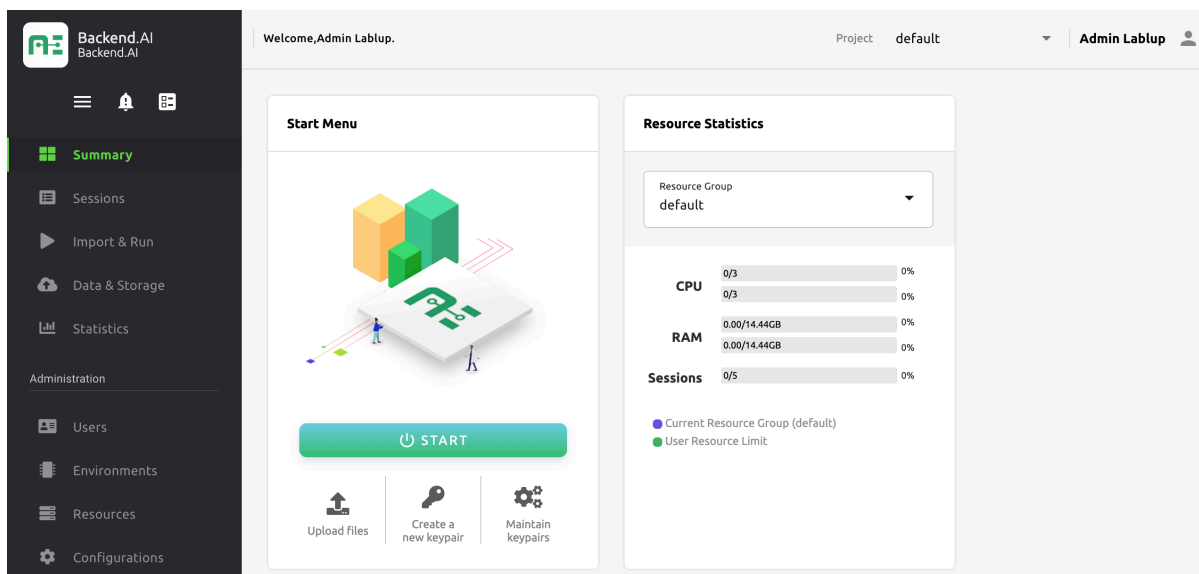 Backend.AI
Backend.AI
Summary
Sessions
Import & Run
Data & Storage
Statistics
Administration
Users
Environments
Resources
Configurations
Welcome,Admin Lablup.
Project default
Admin Lablup
Start Menu
START
Upload files
Create a
new keypair
Maintain
keypairs
Resource Statistics
Resource Group
default
CPU
0/3 0%
0/3 0%
RAM
0.00/14.44GB 0%
0.00/14.44GB 0%
Sessions 0/5 0%
Current Resource Group (default)
User Resource Limit